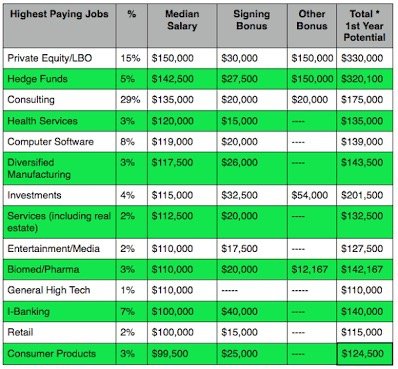 Highest Paying Jobs % Median Salary Signing Bonus Other Bonus Total * 1st Year Potential
Private Equity/LBO 15% $150,000 $30,000 $150,000 $330,000
Hedge Funds 5% $142,500 $27,500 $150,000 $320,100
Consulting 29% $135,000 $20,000 $20,000 $175,000
Health Services 3% $120,000 $15,000 ---- $135,000
Computer Software 8% $119,000 $20,000 ---- $139,000
Diversified Manufacturing 3% $117,500 $26,000 ---- $143,500
Investments 4% $115,000 $32,500 $54,000 $201,500
Services (including real estate) 2% $112,500 $20,000 ---- $132,500
Entertainment/Media 2% $110,000 $17,500 ---- $127,500
Biomed/Pharma 3% $110,000 $20,000 $12,167 $142,167
General High Tech 1% $110,000 ----- ----- $110,000
I-Banking 7% $100,000 $40,000 ---- $140,000
Retail 2% $100,000 $15,000 ---- $115,000
Consumer Products 3% $99,500 $25,000 ---- $124,500